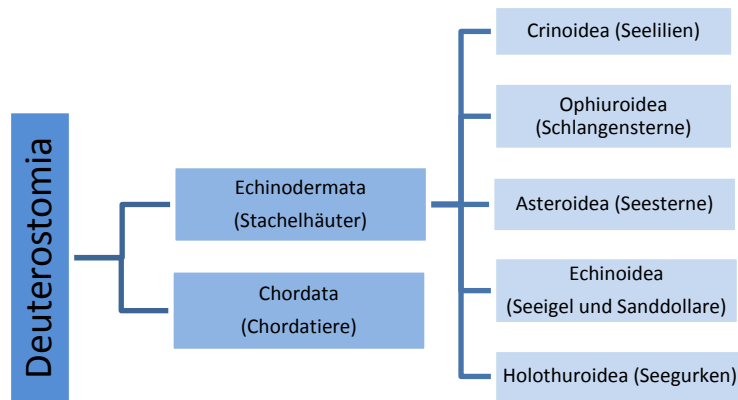 Deuterostomia
Echinodermata
(Stachelhäuter)
Chordata
(Chordatiere)
Crinoidea (Seelilien)
Ophiuroidea
(Schlangensterne)
Asteroidea (Seesterne)
Echinoidea
(Seeigel und Sanddollare)
Holothuroidea (Seegurken)